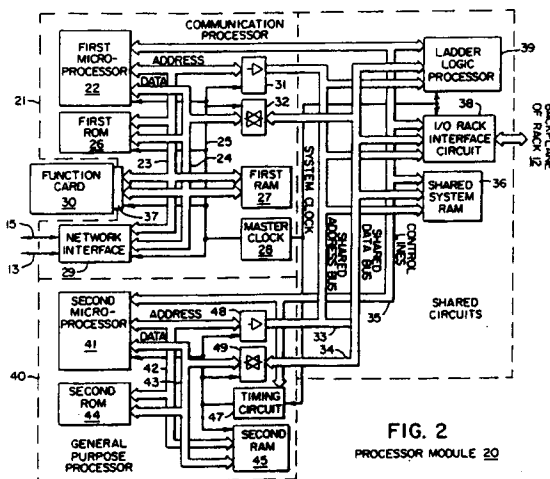 COMMUNICATION
PROCESSOR
FIRST
MICRO-
PROCESSOR
22
ADDRESS
DATA
31
32
21
FIRST
ROM
26
25
24
23
FUNCTION
CARD
30
37
FIRST
RAM
27
15
13
NETWORK
INTERFACE
29
MASTER
CLOCK
28
SYSTEM CLOCK
SHARED
ADDRESS BUS
SHARED
DATA BUS
CONTROL
LINES
LADDER
LOGIC
PROCESSOR
39
38
I/O RACK
INTERFACE
CIRCUIT
BACKPLANE
OF RACK 12
36
SHARED
SYSTEM
RAM
35
33
34
SHARED
CIRCUITS
SECOND
MICRO-
PROCESSOR
41
ADDRESS
DATA
48
49
42
43
40
SECOND
ROM
44
TIMING
CIRCUIT
47
SECOND
RAM
45
GENERAL
PURPOSE
PROCESSOR
FIG. 2
PROCESSOR MODULE 20